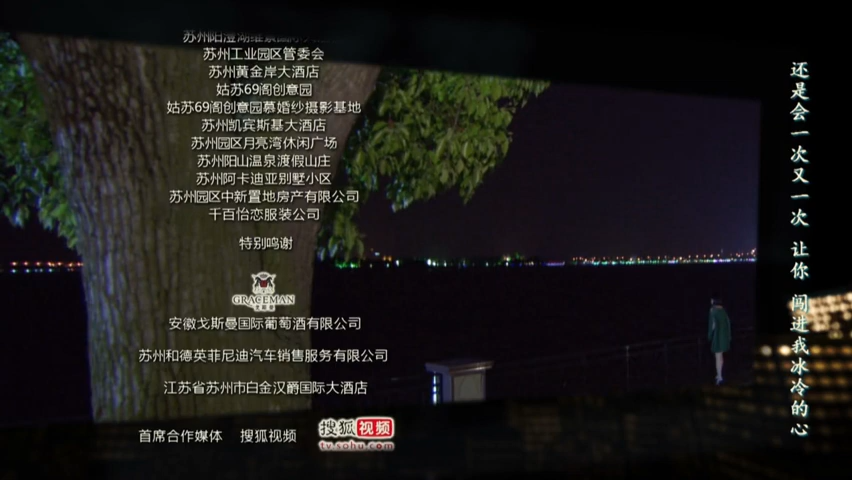 苏州工业园区管委会
苏州黄金岸大酒店
姑苏69阁创意园
姑苏69阁创意园慕婚纱摄影基地
苏州凯宾斯基大酒店
苏州园区月亮湾休闲广场
苏州阳山温泉渡假山庄
苏州阿卡迪亚别墅小区
苏州园区中新置地房产有限公司
千百怡恋服装公司
特别鸣谢
GRACEMAN
安徽戈斯曼国际葡萄酒有限公司
苏州和德英菲尼迪汽车销售服务有限公司
江苏省苏州市白金汉爵国际大酒店
首席合作媒体 搜狐视频 搜狐视频
tv.sohu.com
还是会一次又一次 让你 闯进我冰冷的心